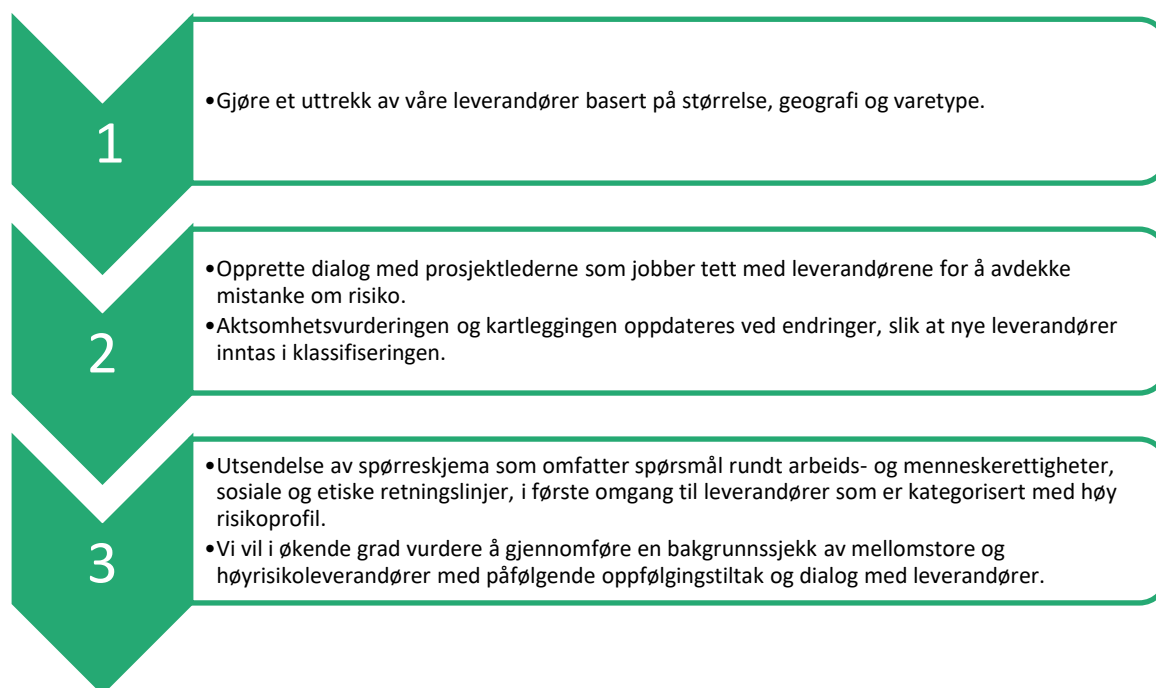 1
•Gjøre et uttrekk av våre leverandører basert på størrelse, geografi og varetype.
2
•Opprette dialog med prosjektlederne som jobber tett med leverandørene for å avdekke
mistanke om risiko.
•Aktsomhetsvurderingen og kartleggingen oppdateres ved endringer, slik at nye leverandører
inntas i klassifiseringen.
3
•Utsendelse av spørreskjema som omfatter spørsmål rundt arbeids- og menneskerettigheter,
sosiale og etiske retningslinjer, i første omgang til leverandører som er kategorisert med høy
risikoprofil.
•Vi vil i økende grad vurdere å gjennomføre en bakgrunnssjekk av mellomstore og
høyrisikoleverandører med påfølgende oppfølgingstiltak og dialog med leverandører.